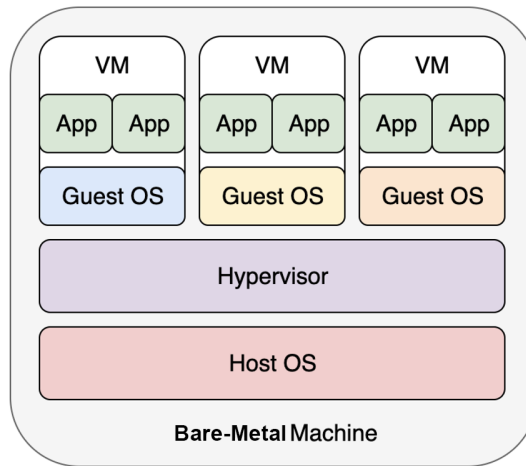 VM VM VM
App App App App App App
Guest OS Guest OS Guest OS
Hypervisor
Host OS
Bare-Metal Machine